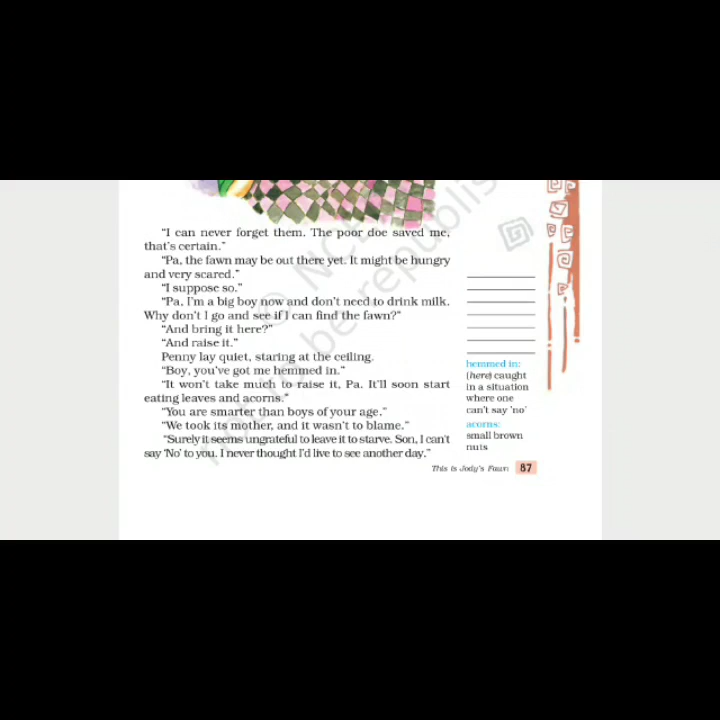 "I can never forget them. The poor doe saved me,
that's certain."
"Pa, the fawn may be out there yet. It might be hungry
and very scared."
"I suppose so."
"Pa, I'm a big boy now and don't need to drink milk.
Why don't I go and see if I can find the fawn?"
"And bring it here?"
"And raise it."
Penny lay quiet, staring at the ceiling.
"Boy, you've got me hemmed in."
"It won't take much to raise it, Pa. It'll soon start
eating leaves and acorns."
"You are smarter than boys of your age."
"We took its mother, and it wasn't to blame."
"Surely it seems ungrateful to leave it to starve. Son, I can't
say 'No' to you. I never thought I'd live to see another day."
hemmed in:
(here) caught
in a situation
where one
can't say 'no'
acorns:
small brown
nuts
This is Jody's Fawn 87
© NCE
not to be republis